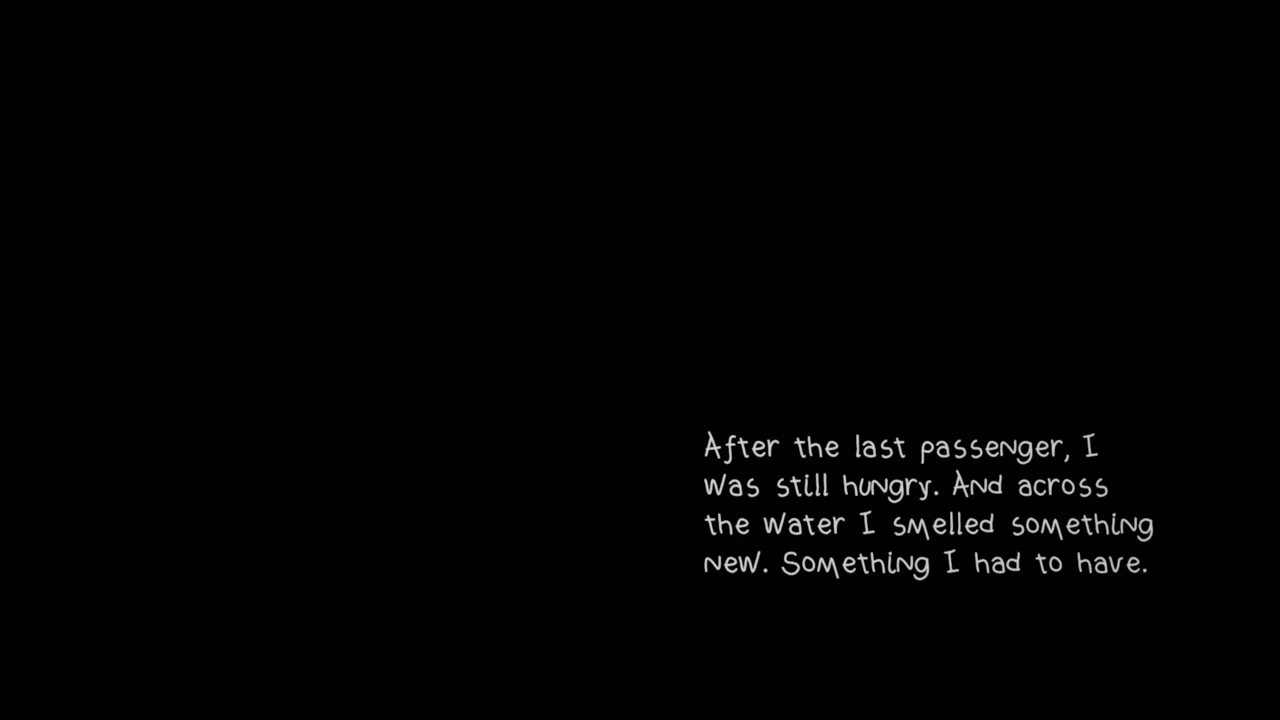 After the last passenger, I
was still hungry. And across
the water I smelled something
new. Something I had to have.